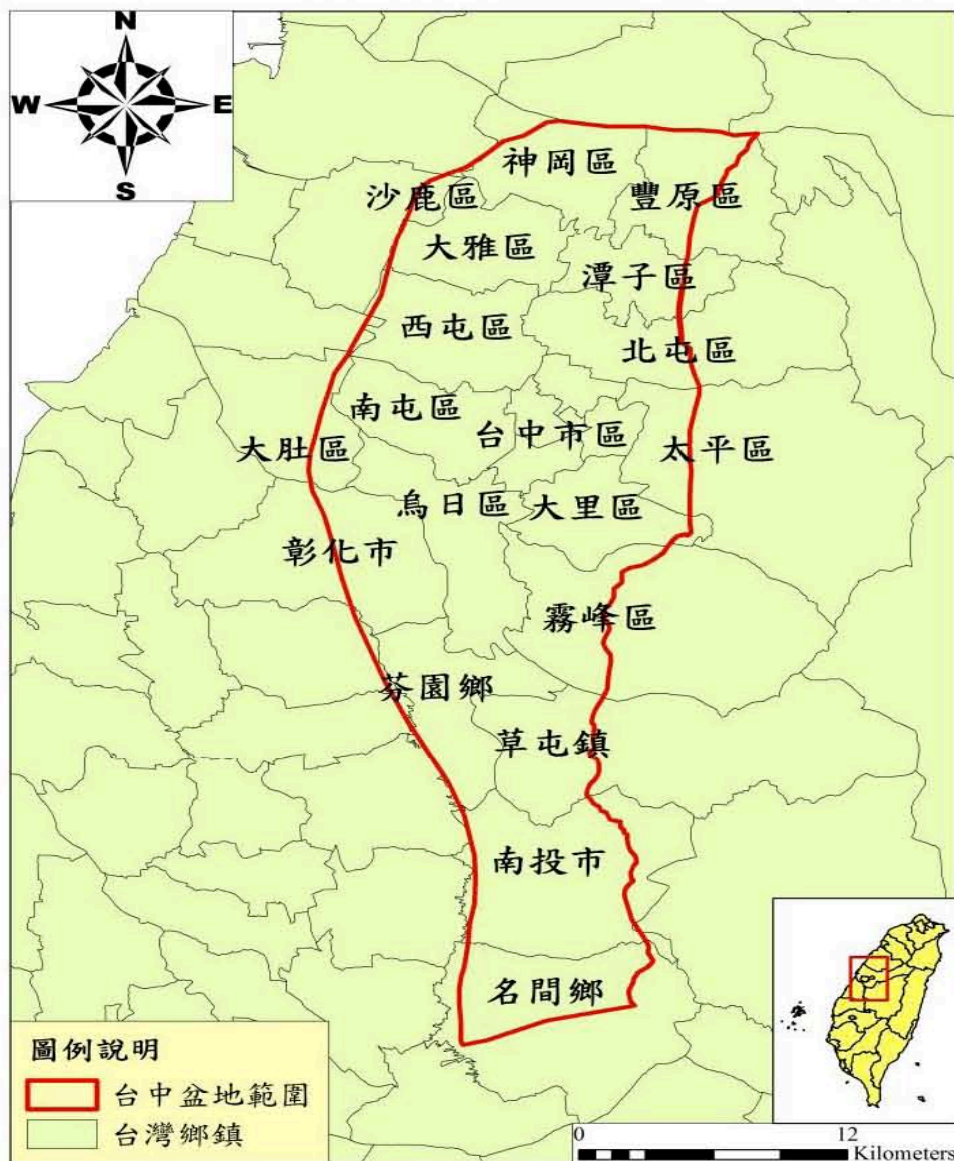 N
W E
S
神岡區
沙鹿區 豐原區
大雅區
潭子區
西屯區
北屯區
南屯區
台中市區
大肚區 太平區
烏日區 大里區
彰化市
霧峰區
芬園鄉
草屯鎮
南投市
名間鄉
圖例說明
台中盆地範圍
台灣鄉鎮
0 12
Kilometers